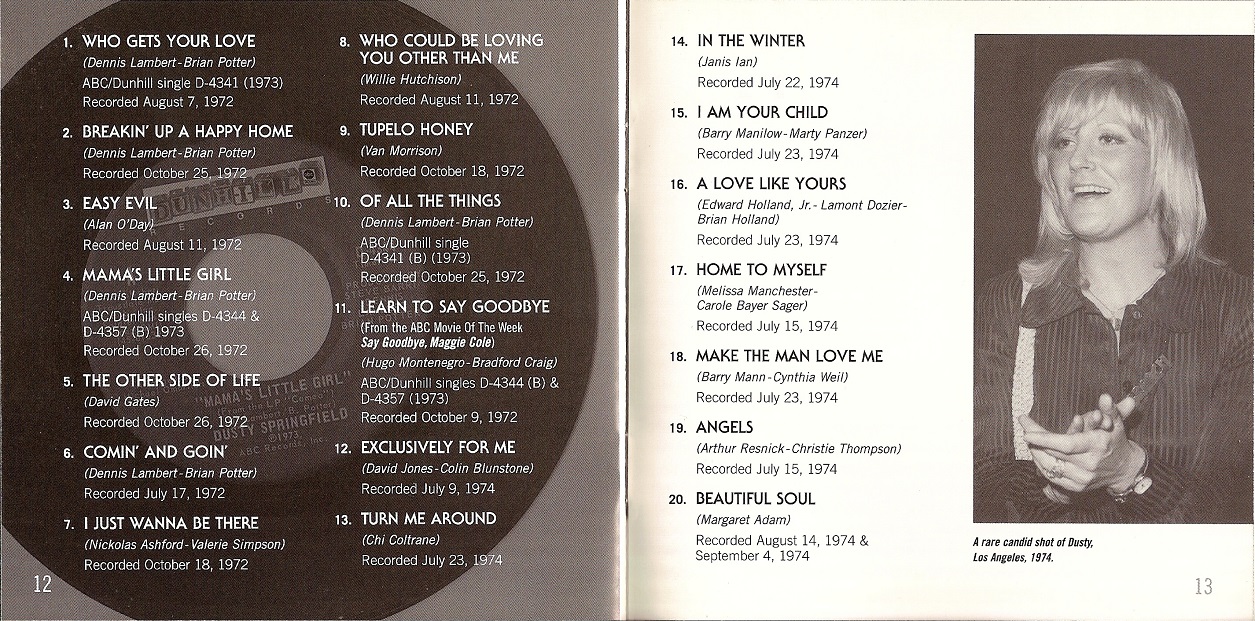 1. WHO GETS YOUR LOVE
(Dennis Lambert-Brian Potter)
ABC/Dunhill single D-4341 (1973)
Recorded August 7, 1972
2. BREAKIN' UP A HAPPY HOME
(Dennis Lambert-Brian Potter)
Recorded October 25, 1972
3. EASY EVIL
(Alan O'Day)
Recorded August 11, 1972
4. MAMA'S LITTLE GIRL
(Dennis Lambert-Brian Potter)
ABC/Dunhill singles D-4344 &
D-4357 (B) 1973
Recorded October 26, 1972
5. THE OTHER SIDE OF LIFE
(David Gates)
Recorded October 26, 1972
6. COMIN' AND GOIN'
(Dennis Lambert-Brian Potter)
Recorded July 17, 1972
7. I JUST WANNA BE THERE
(Nickolas Ashford-Valerie Simpson)
Recorded October 18, 1972
12
8. WHO COULD BE LOVING
YOU OTHER THAN ME
(Willie Hutchison)
Recorded August 11, 1972
9. TUPELO HONEY
(Van Morrison)
Recorded October 18, 1972
10. OF ALL THE THINGS
(Dennis Lambert-Brian Potter)
ABC/Dunhill single
D-4341 (B) (1973)
Recorded October 25, 1972
11. LEARN TO SAY GOODBYE
(From the ABC Movie Of The Week
Say Goodbye, Maggie Cole)
(Hugo Montenegro-Bradford Craig)
ABC/Dunhill singles D-4344 (B) &
D-4357 (1973)
Recorded October 9, 1972
12. EXCLUSIVELY FOR ME
(David Jones-Colin Blunstone)
Recorded July 9, 1974
13. TURN ME AROUND
(Chi Coltrane)
Recorded July 23, 1974
DUNHILL
RECORDS
"MAMA'S LITTLE GIRL"
DUSTY SPRINGFIELD
℗1973
ABC Records, Inc.
14. IN THE WINTER
(Janis Ian)
Recorded July 22, 1974
15. I AM YOUR CHILD
(Barry Manilow-Marty Panzer)
Recorded July 23, 1974
16. A LOVE LIKE YOURS
(Edward Holland, Jr.-Lamont Dozier-
Brian Holland)
Recorded July 23, 1974
17. HOME TO MYSELF
(Melissa Manchester-
Carole Bayer Sager)
Recorded July 15, 1974
18. MAKE THE MAN LOVE ME
(Barry Mann-Cynthia Weil)
Recorded July 23, 1974
19. ANGELS
(Arthur Resnick-Christie Thompson)
Recorded July 15, 1974
20. BEAUTIFUL SOUL
(Margaret Adam)
Recorded August 14, 1974 &
September 4, 1974
A rare candid shot of Dusty,
Los Angeles, 1974.
13